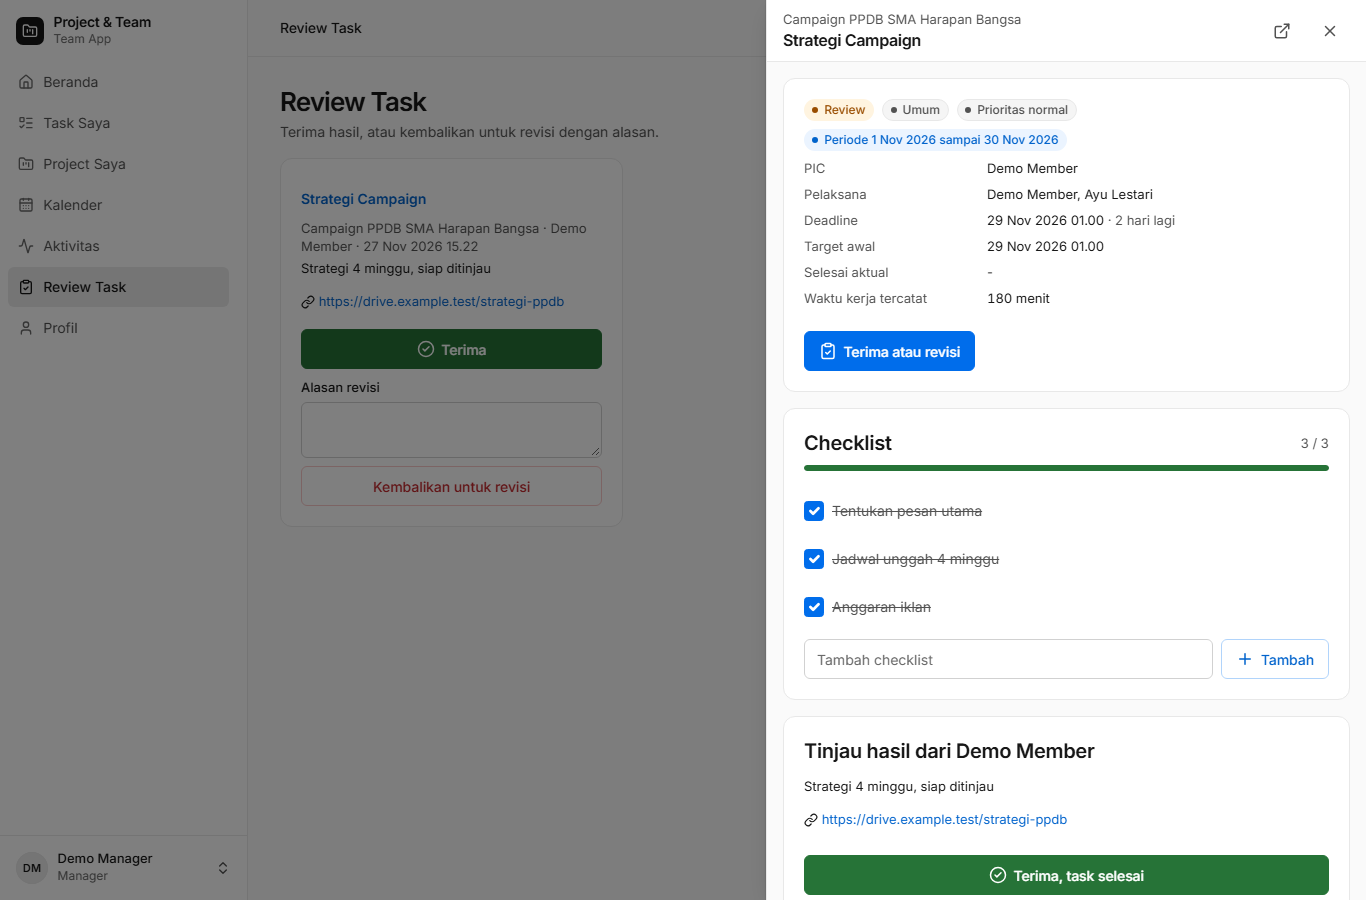 Project & Team
Team App
Beranda
Task Saya
Project Saya
Kalender
Aktivitas
Review Task
Profil
DM
Demo Manager
Manager
Review Task
Review Task
Terima hasil, atau kembalikan untuk revisi dengan alasan.
Strategi Campaign
Campaign PPDB SMA Harapan Bangsa · Demo
Member · 27 Nov 2026 15.22
Strategi 4 minggu, siap ditinjau
https://drive.example.test/strategi-ppdb
Terima
Alasan revisi
Kembalikan untuk revisi
Campaign PPDB SMA Harapan Bangsa
Strategi Campaign
Review
Umum
Prioritas normal
Periode 1 Nov 2026 sampai 30 Nov 2026
PIC Demo Member
Pelaksana Demo Member, Ayu Lestari
Deadline 29 Nov 2026 01.00 · 2 hari lagi
Target awal 29 Nov 2026 01.00
Selesai aktual -
Waktu kerja tercatat 180 menit
Terima atau revisi
Checklist 3 / 3
Tentukan pesan utama
Jadwal unggah 4 minggu
Anggaran iklan
Tambah checklist
Tambah
Tinjau hasil dari Demo Member
Strategi 4 minggu, siap ditinjau
https://drive.example.test/strategi-ppdb
Terima, task selesai